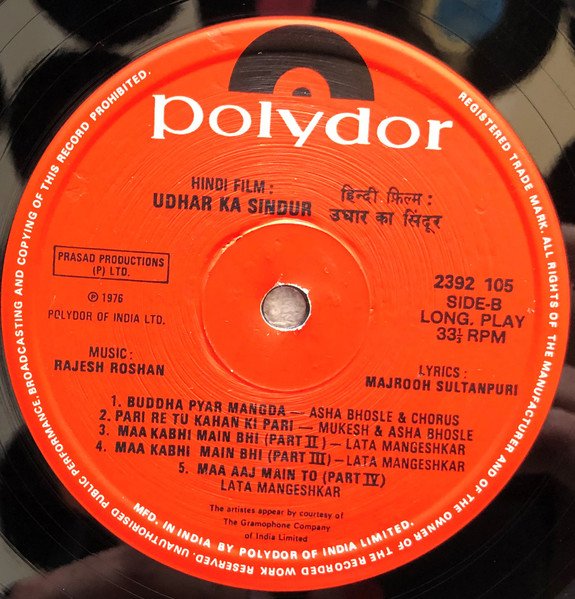 polydor
HINDI FILM :
UDHAR KA SINDUR
हिन्दी फ़िल्म :
उधार का सिंदूर
PRASAD PRODUCTIONS
(P) LTD.
℗ 1976
POLYDOR OF INDIA LTD.
2392 105
SIDE-B
LONG. PLAY
33⅓ RPM
MUSIC :
RAJESH ROSHAN
LYRICS :
MAJROOH SULTANPURI
1. BUDDHA PYAR MANGDA — ASHA BHOSLE & CHORUS
2. PARI RE TU KAHAN KI PARI — MUKESH & ASHA BHOSLE
3. MAA KABHI MAIN BHI (PART II) — LATA MANGESHKAR
4. MAA KABHI MAIN BHI (PART III) — LATA MANGESHKAR
5. MAA AAJ MAIN TO (PART IV)
LATA MANGESHKAR
The artistes appear by courtesy of
The Gramophone Company
of India Limited
MFD. IN INDIA BY POLYDOR OF INDIA LIMITED.
REGISTERED TRADE MARK. ALL RIGHTS OF THE MANUFACTURER AND OF THE OWNER OF THE RECORDED WORK RESERVED. UNAUTHORISED PUBLIC PERFORMANCE, BROADCASTING AND COPYING OF THIS RECORD PROHIBITED.